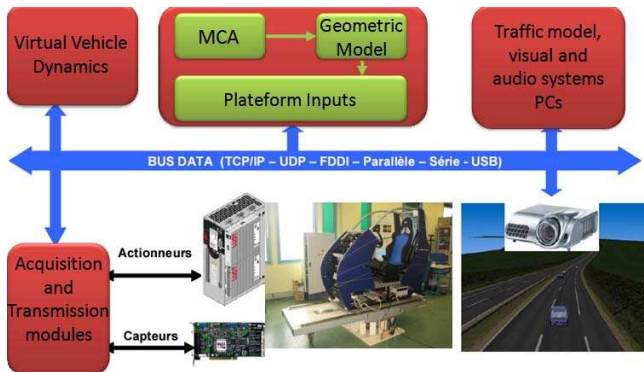 Virtual Vehicle
Dynamics
MCA
Geometric
Model
Plateform Inputs
Traffic model,
visual and
audio systems
PCs
BUS DATA (TCP/IP – UDP – FDDI – Parallèle – Série - USB)
Acquisition
and
Transmission
modules
Actionneurs
Capteurs